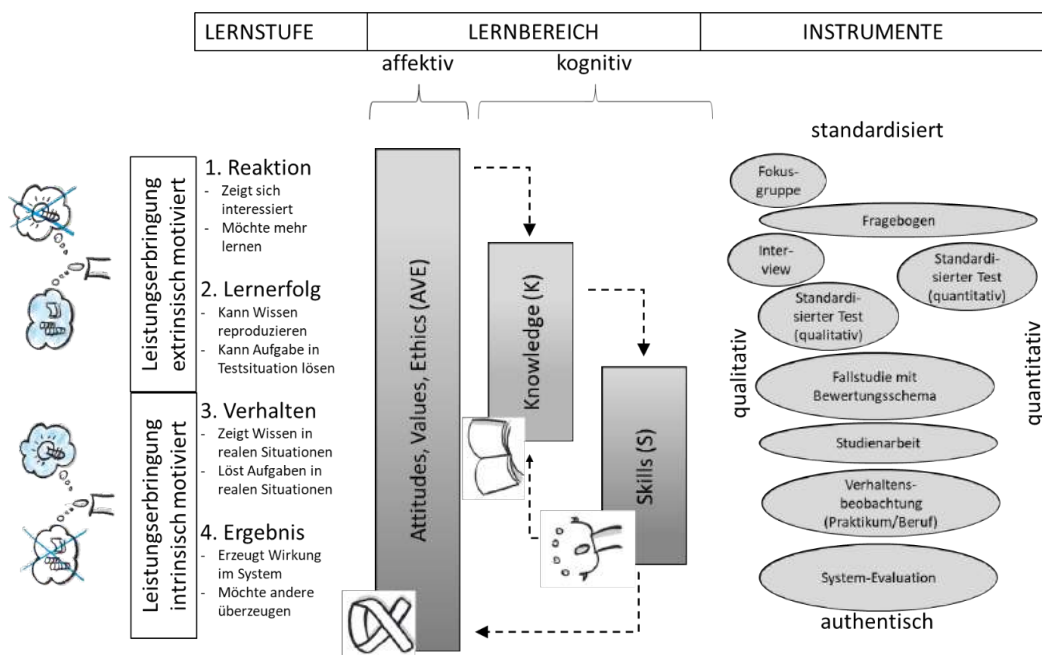 LERNSTUFE
LERNBEREICH
INSTRUMENTE
affektiv
kognitiv
Leistungserbringung
extrinsisch motiviert
Leistungserbringung
intrinsisch motiviert
1. Reaktion
- Zeigt sich
interessiert
- Möchte mehr
lernen
2. Lernerfolg
- Kann Wissen
reproduzieren
- Kann Aufgabe in
Testsituation lösen
3. Verhalten
- Zeigt Wissen in
realen Situationen
- Löst Aufgaben in
realen Situationen
4. Ergebnis
- Erzeugt Wirkung
im System
- Möchte andere
überzeugen
Attitudes, Values, Ethics (AVE)
Knowledge (K)
Skills (S)
standardisiert
Fokus-
gruppe
Fragebogen
Inter-
view
Standardi-
sierter Test
(quantitativ)
Standardi-
sierter Test
(qualitativ)
qualitativ
quantitativ
Fallstudie mit
Bewertungsschema
Studienarbeit
Verhaltens-
beobachtung
(Praktikum/Beruf)
System-Evaluation
authentisch